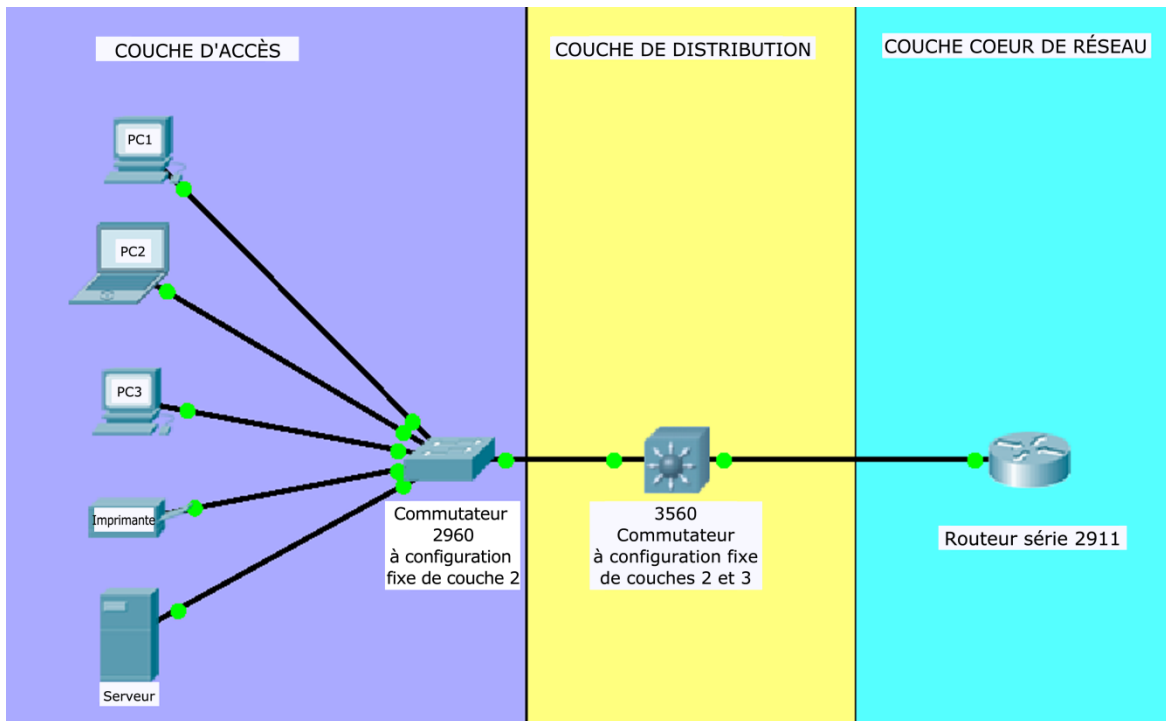 COUCHE D'ACCÈS
COUCHE DE DISTRIBUTION
COUCHE COEUR DE RÉSEAU
PC1
PC2
PC3
Imprimante
Serveur
Commutateur
2960
à configuration
fixe de couche 2
3560
Commutateur
à configuration fixe
de couches 2 et 3
Routeur série 2911